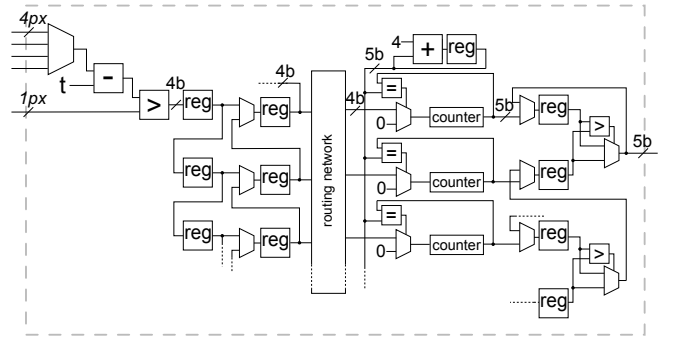 4px
4
+
reg
5b
t
-
>
4b
reg
4b
reg
4b
=
0
counter
5b
reg
>
5b
1px
routing network
reg
reg
=
0
counter
reg
reg
reg
=
0
counter
reg
>
reg